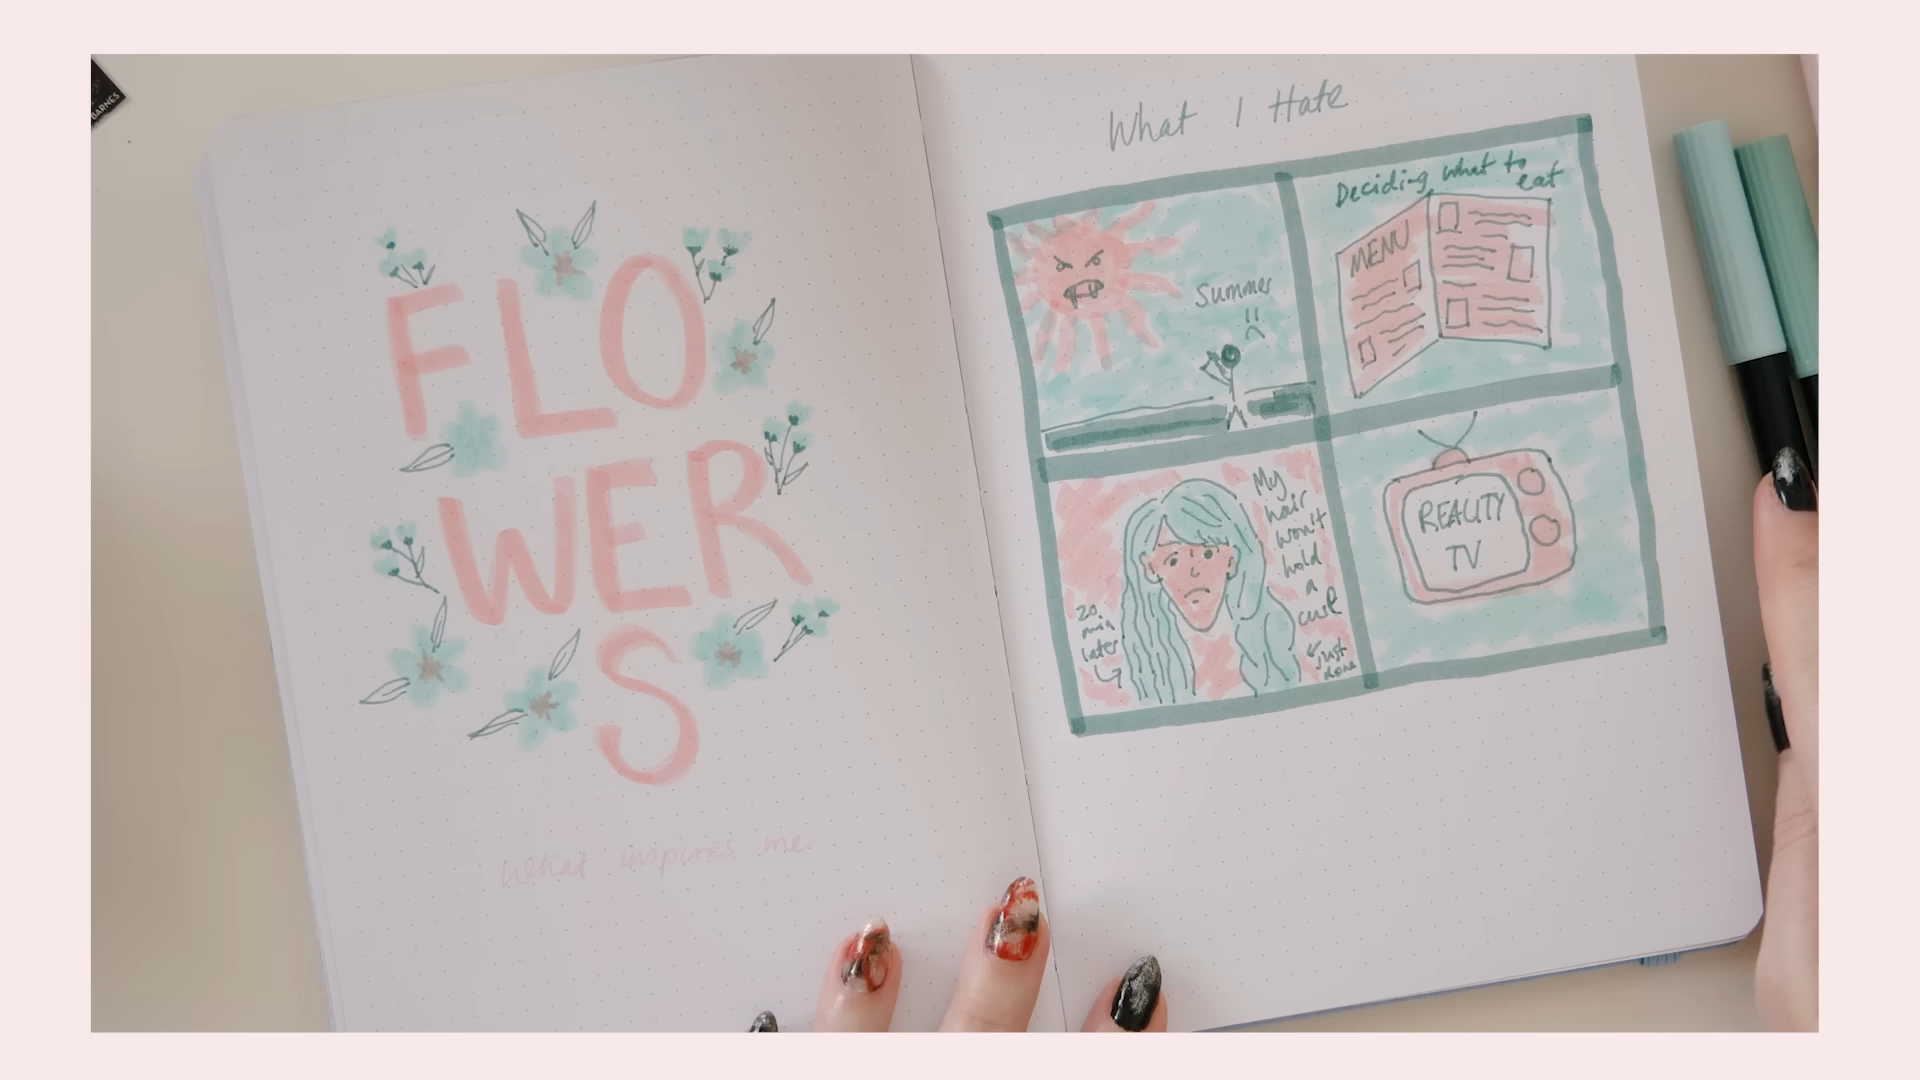 BARNES
FLO
WER
S
What inspires me
What I Hate
Summer
Deciding what to
eat
MENU
My
hair
won't
hold
a
curl
20
min
later
Just
done
REALITY
TV